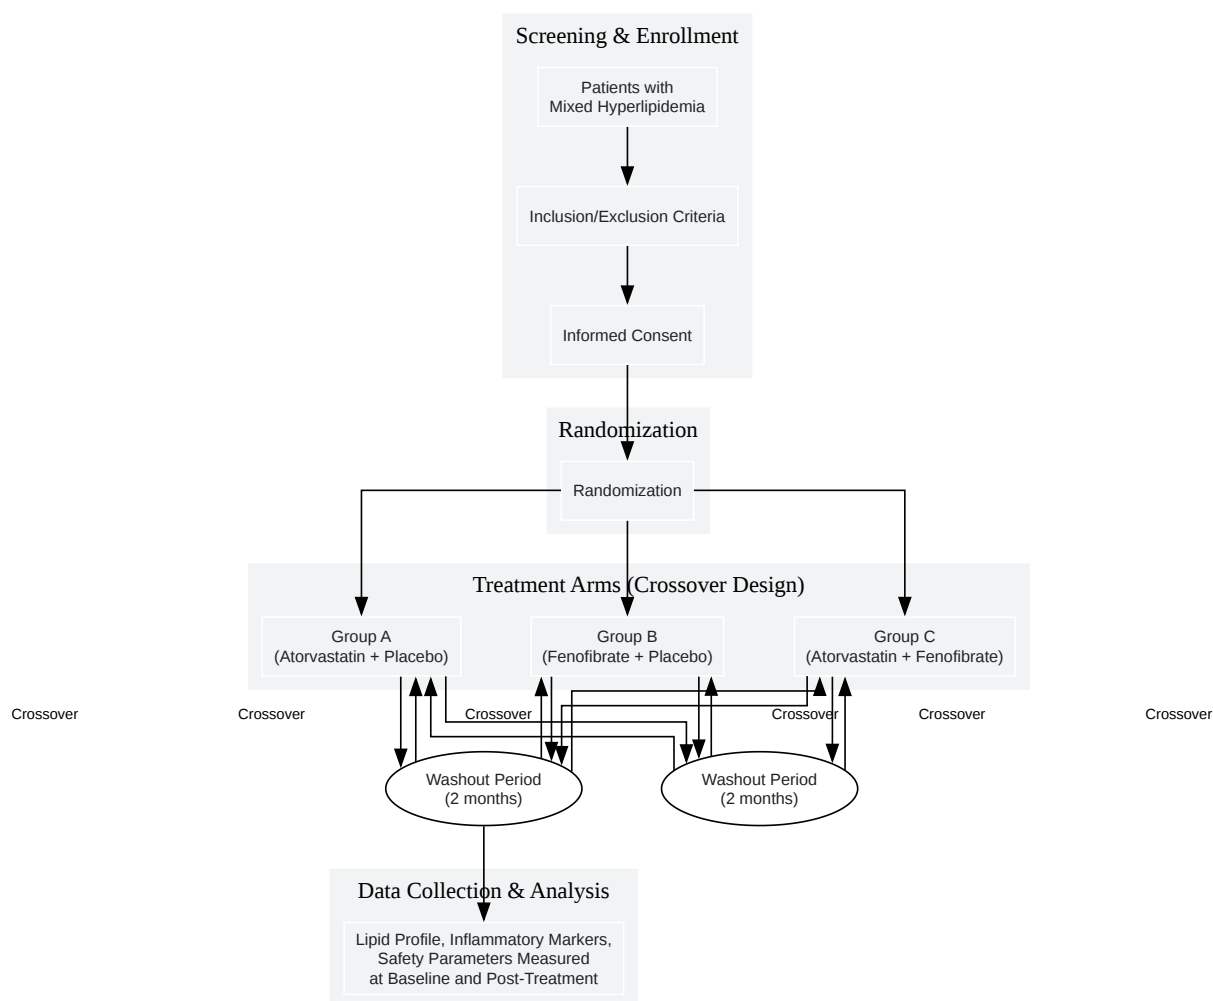 Screening & Enrollment
Patients with
Mixed Hyperlipidemia
Inclusion/Exclusion Criteria
Informed Consent
Randomization
Randomization
Treatment Arms (Crossover Design)
Group A
(Atorvastatin + Placebo)
Group B
(Fenofibrate + Placebo)
Group C
(Atorvastatin + Fenofibrate)
Crossover
Crossover
Crossover
Crossover
Crossover
Crossover
Washout Period
(2 months)
Washout Period
(2 months)
Data Collection & Analysis
Lipid Profile, Inflammatory Markers,
Safety Parameters Measured
at Baseline and Post-Treatment